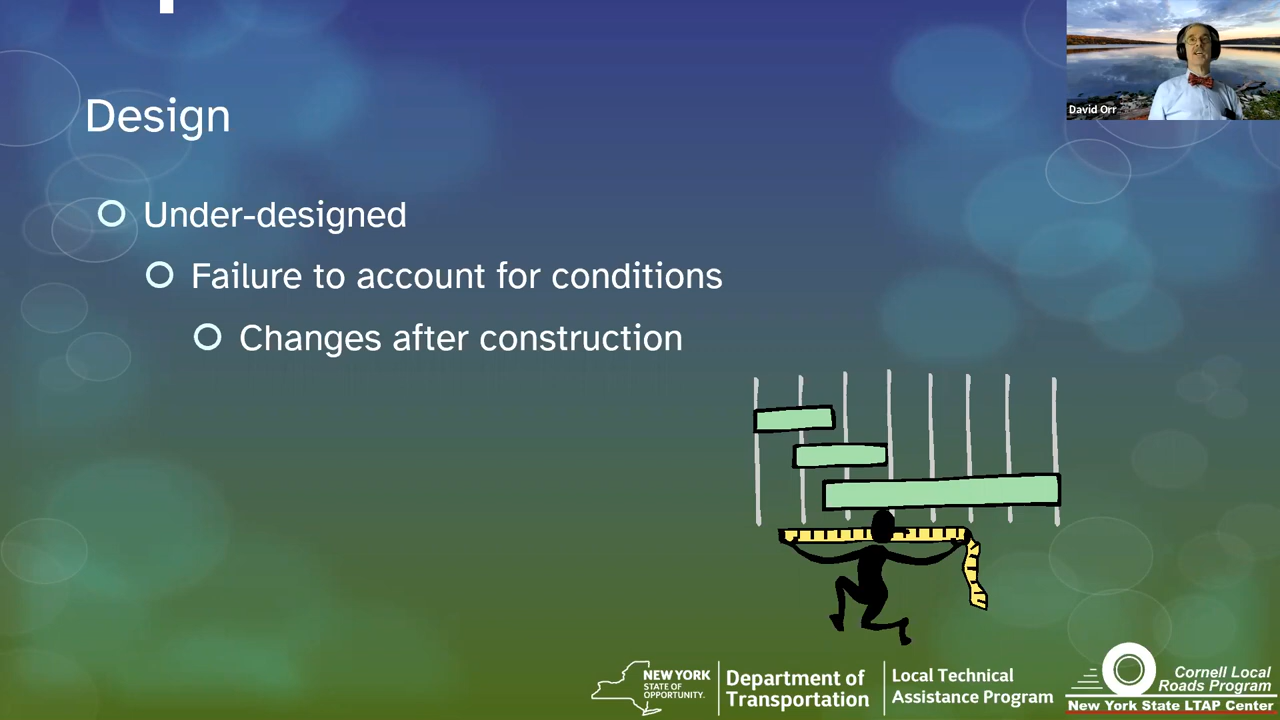 David Orr
Design
Under-designed
Failure to account for conditions
Changes after construction
NEW YORK
STATE OF
OPPORTUNITY.
Department of
Transportation
Local Technical
Assistance Program
Cornell Local
Roads Program
New York State LTAP Center